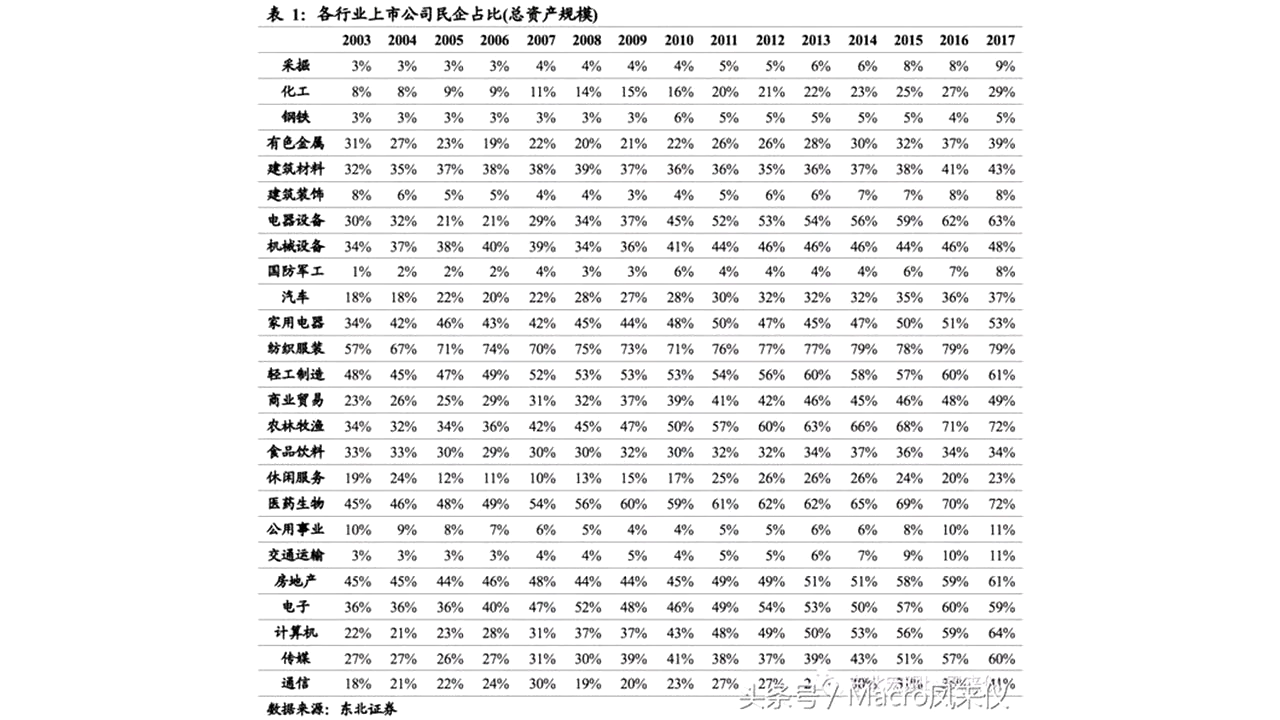 表 1：各行业上市公司民企占比(总资产规模)
2003 2004 2005 2006 2007 2008 2009 2010 2011 2012 2013 2014 2015 2016 2017
采掘 3% 3% 3% 3% 4% 4% 4% 4% 5% 5% 6% 6% 8% 8% 9%
化工 8% 8% 9% 9% 11% 14% 15% 16% 20% 21% 22% 23% 25% 27% 29%
钢铁 3% 3% 3% 3% 3% 3% 3% 6% 5% 5% 5% 5% 5% 4% 5%
有色金属 31% 27% 23% 19% 22% 20% 21% 22% 26% 26% 28% 30% 32% 37% 39%
建筑材料 32% 35% 37% 38% 38% 39% 37% 36% 36% 35% 36% 37% 38% 41% 43%
建筑装饰 8% 6% 5% 5% 4% 4% 3% 4% 5% 6% 6% 7% 7% 8% 8%
电器设备 30% 32% 21% 21% 29% 34% 37% 45% 52% 53% 54% 56% 59% 62% 63%
机械设备 34% 37% 38% 40% 39% 34% 36% 41% 44% 46% 46% 46% 44% 46% 48%
国防军工 1% 2% 2% 2% 4% 3% 3% 6% 4% 4% 4% 4% 6% 7% 8%
汽车 18% 18% 22% 20% 22% 28% 27% 28% 30% 32% 32% 32% 35% 36% 37%
家用电器 34% 42% 46% 43% 42% 45% 44% 48% 50% 47% 45% 47% 50% 51% 53%
纺织服装 57% 67% 71% 74% 70% 75% 73% 71% 76% 77% 77% 79% 78% 79% 79%
轻工制造 48% 45% 47% 49% 52% 53% 53% 53% 54% 56% 60% 58% 57% 60% 61%
商业贸易 23% 26% 25% 29% 31% 32% 37% 39% 41% 42% 46% 45% 46% 48% 49%
农林牧渔 34% 32% 34% 36% 42% 45% 47% 50% 57% 60% 63% 66% 68% 71% 72%
食品饮料 33% 33% 30% 29% 30% 30% 32% 30% 32% 32% 34% 37% 36% 34% 34%
休闲服务 19% 24% 12% 11% 10% 13% 15% 17% 25% 26% 26% 26% 24% 20% 23%
医药生物 45% 46% 48% 49% 54% 56% 60% 59% 61% 62% 62% 65% 69% 70% 72%
公用事业 10% 9% 8% 7% 6% 5% 4% 4% 5% 5% 6% 6% 8% 10% 11%
交通运输 3% 3% 3% 3% 4% 4% 5% 4% 5% 5% 6% 7% 9% 10% 11%
房地产 45% 45% 44% 46% 48% 44% 44% 45% 49% 49% 51% 51% 58% 59% 61%
电子 36% 36% 36% 40% 47% 52% 48% 46% 49% 54% 53% 50% 57% 60% 59%
计算机 22% 21% 23% 28% 31% 37% 37% 43% 48% 49% 50% 53% 56% 59% 64%
传媒 27% 27% 26% 27% 31% 30% 39% 41% 38% 37% 39% 43% 51% 57% 60%
通信 18% 21% 22% 24% 30% 19% 20% 23% 27% 27%
头条号 / Macro风采仪
数据来源：东北证券